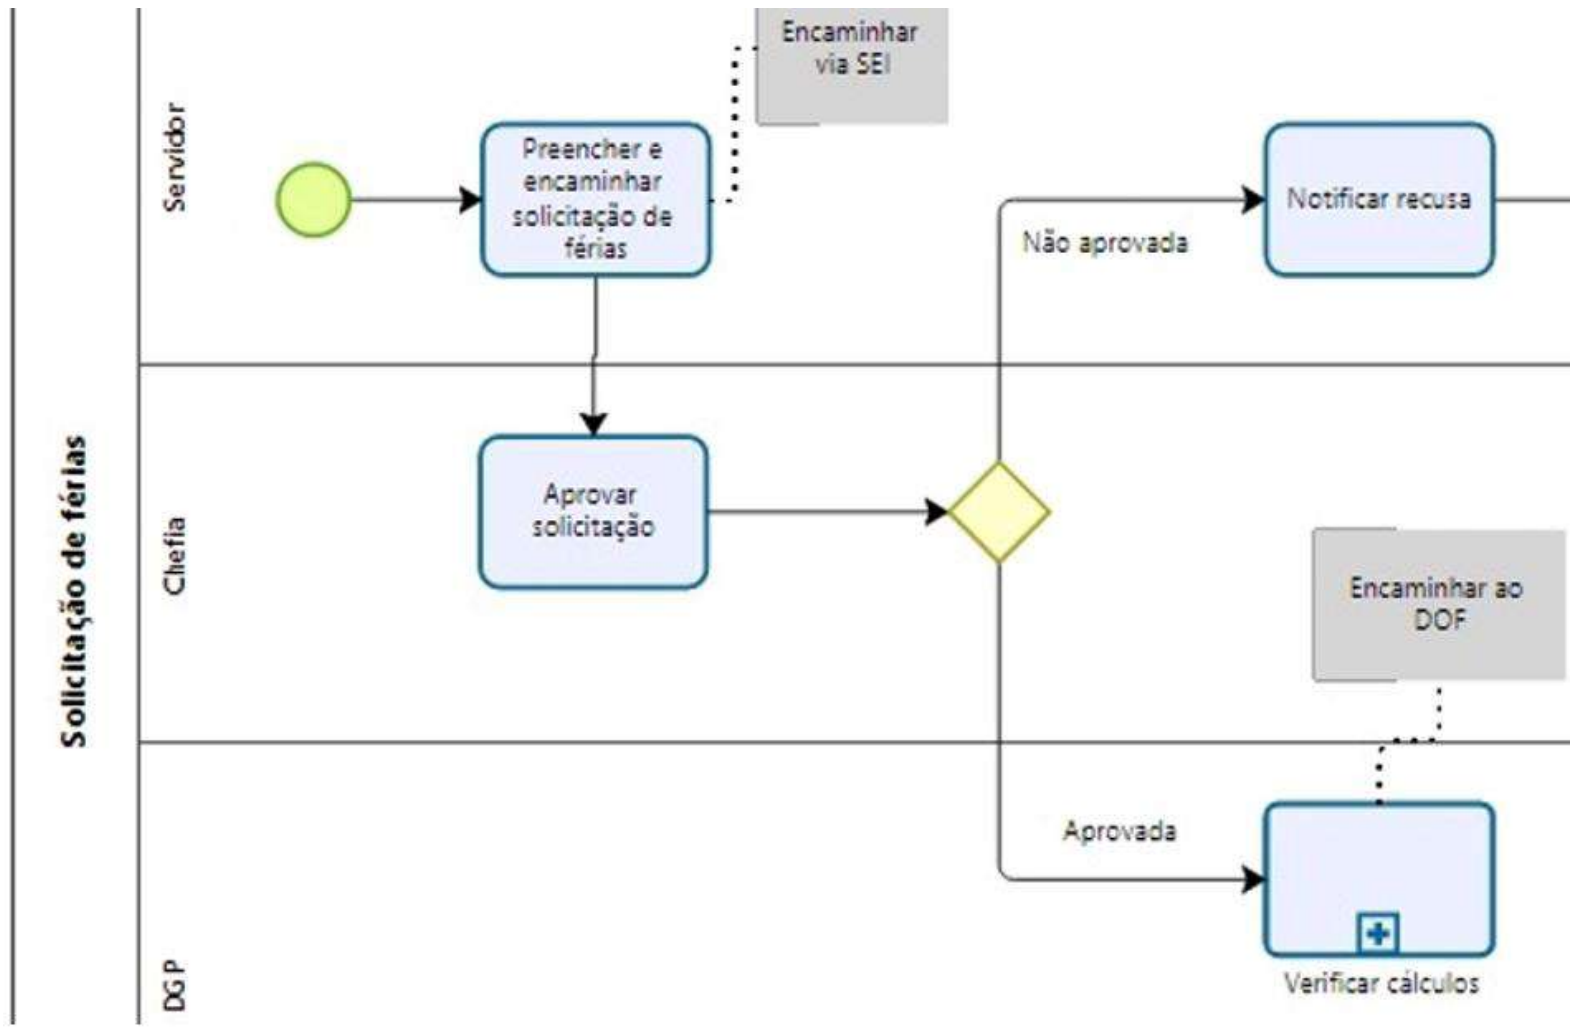 Solicitação de férias
Servidor
Encaminhar
via SEI
Preencher e
encaminhar
solicitação de
férias
Notificar recusa
Não aprovada
Chefia
Aprovar
solicitação
Encaminhar ao
DOF
DGP
Aprovada
Verificar cálculos